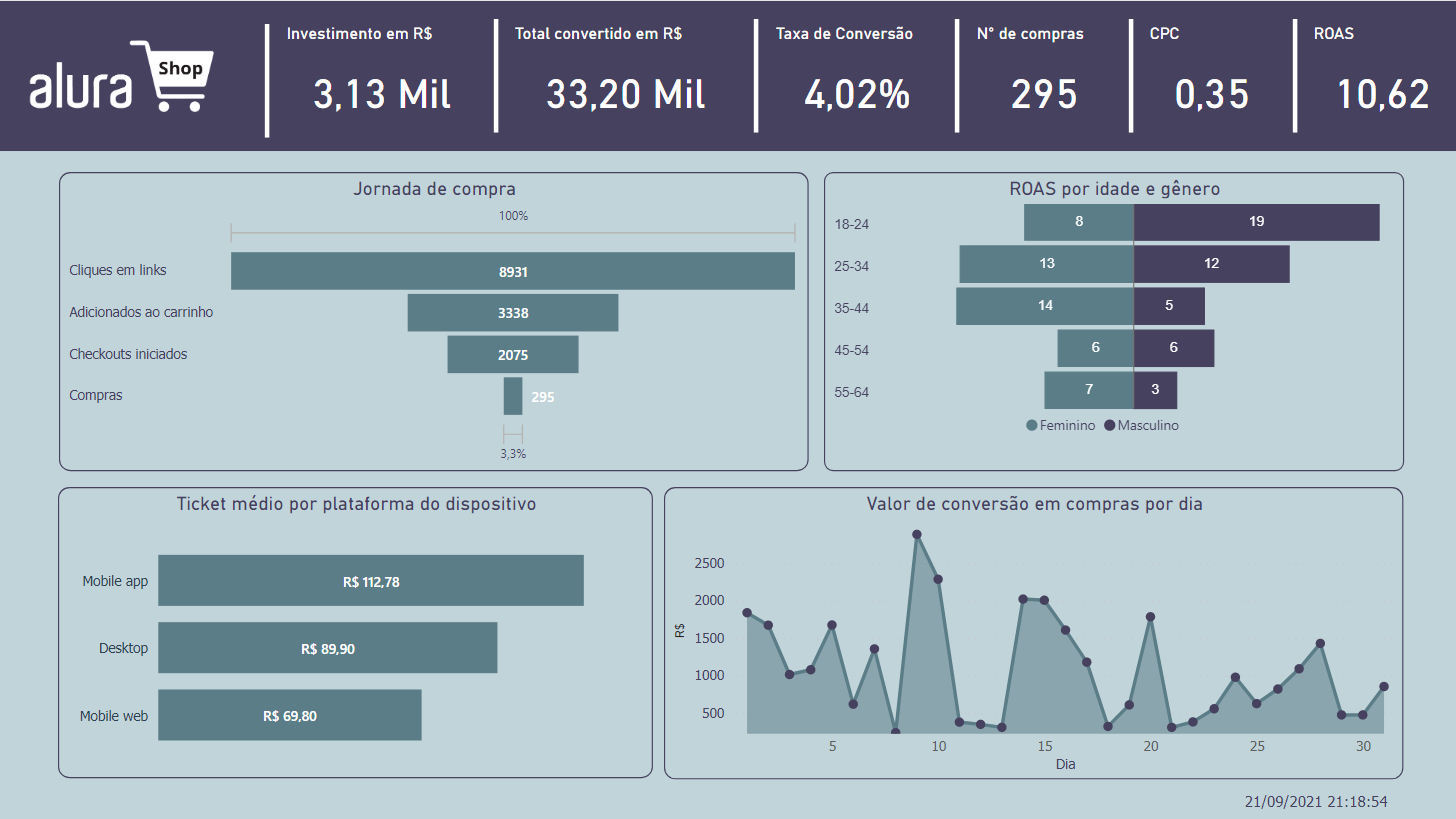 alura Shop
Investimento em R$
3,13 Mil
Total convertido em R$
33,20 Mil
Taxa de Conversão
4,02%
N° de compras
295
CPC
0,35
ROAS
10,62
Jornada de compra
100%
Cliques em links
8931
Adicionados ao carrinho
3338
Checkouts iniciados
2075
Compras
295
3,3%
ROAS por idade e gênero
18-24 8 19
25-34 13 12
35-44 14 5
45-54 6 6
55-64 7 3
Feminino Masculino
Ticket médio por plataforma do dispositivo
Mobile app R$ 112,78
Desktop R$ 89,90
Mobile web R$ 69,80
Valor de conversão em compras por dia
R$
2500
2000
1500
1000
500
5 10 15 20 25 30
Dia
21/09/2021 21:18:54